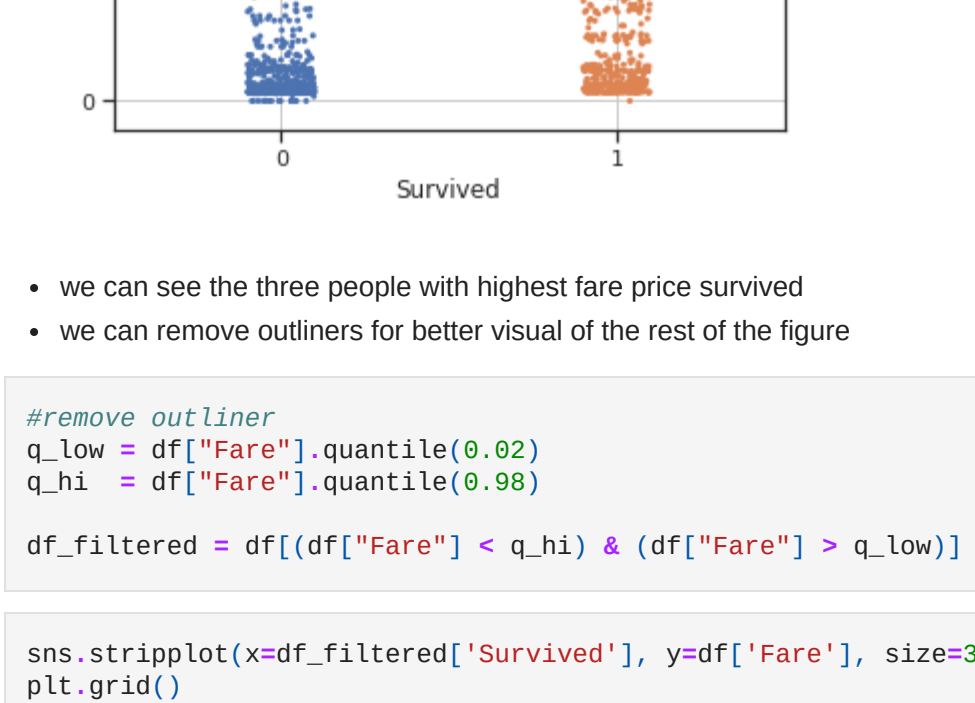 0
0 1
Survived
we can see the three people with highest fare price survived
we can remove outliners for better visual of the rest of the figure
#remove outliner
q_low = df["Fare"].quantile(0.02)
q_hi  = df["Fare"].quantile(0.98)
df_filtered = df[(df["Fare"] < q_hi) & (df["Fare"] > q_low)]
sns.stripplot(x=df_filtered['Survived'], y=df['Fare'], size=3
plt.grid()